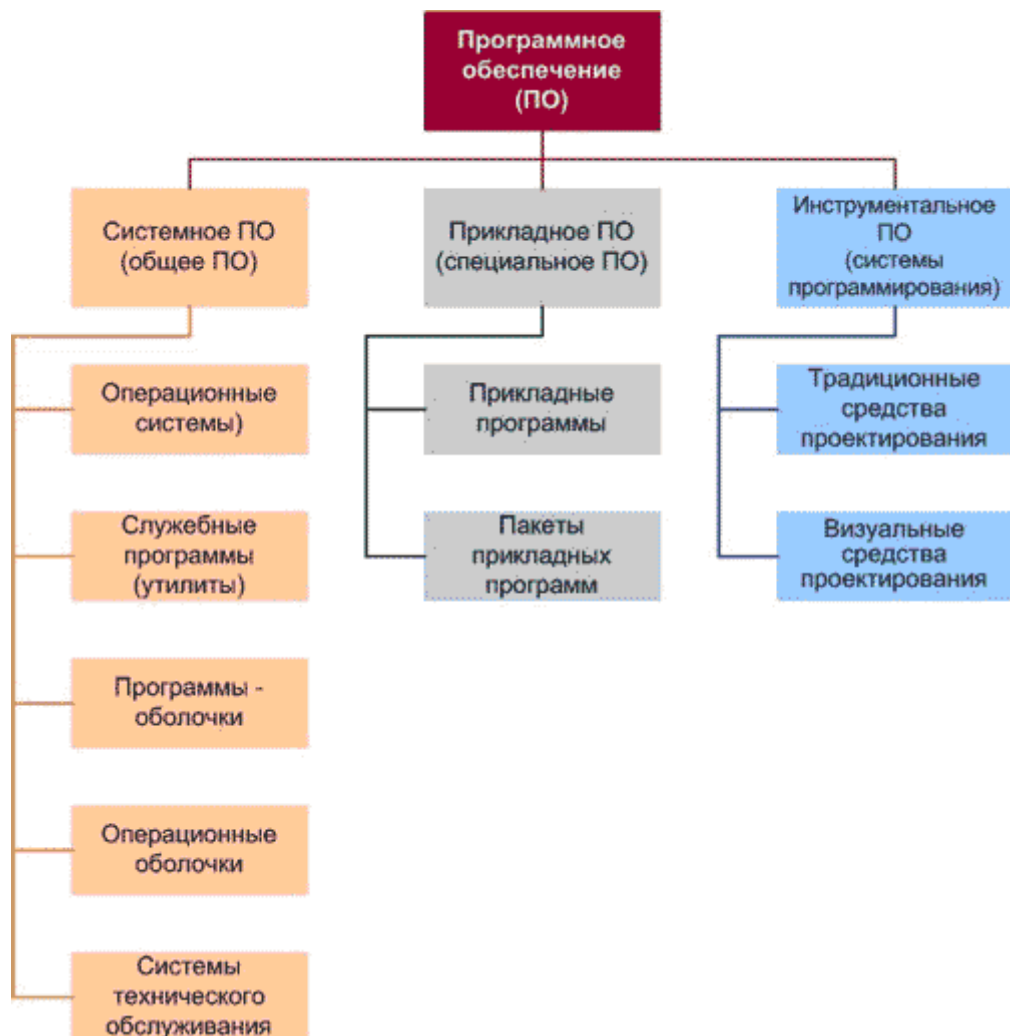 Программное
обеспечение
(ПО)
Системное ПО
(общее ПО)
Прикладное ПО
(специальное ПО)
Инструментальное
ПО
(системы
программирования)
Операционные
системы)
Прикладные
программы
Традиционные
средства
проектирования
Служебные
программы
(утилиты)
Пакеты
прикладных
программ
Визуальные
средства
проектирования
Программы -
оболочки
Операционные
оболочки
Системы
технического
обслуживания